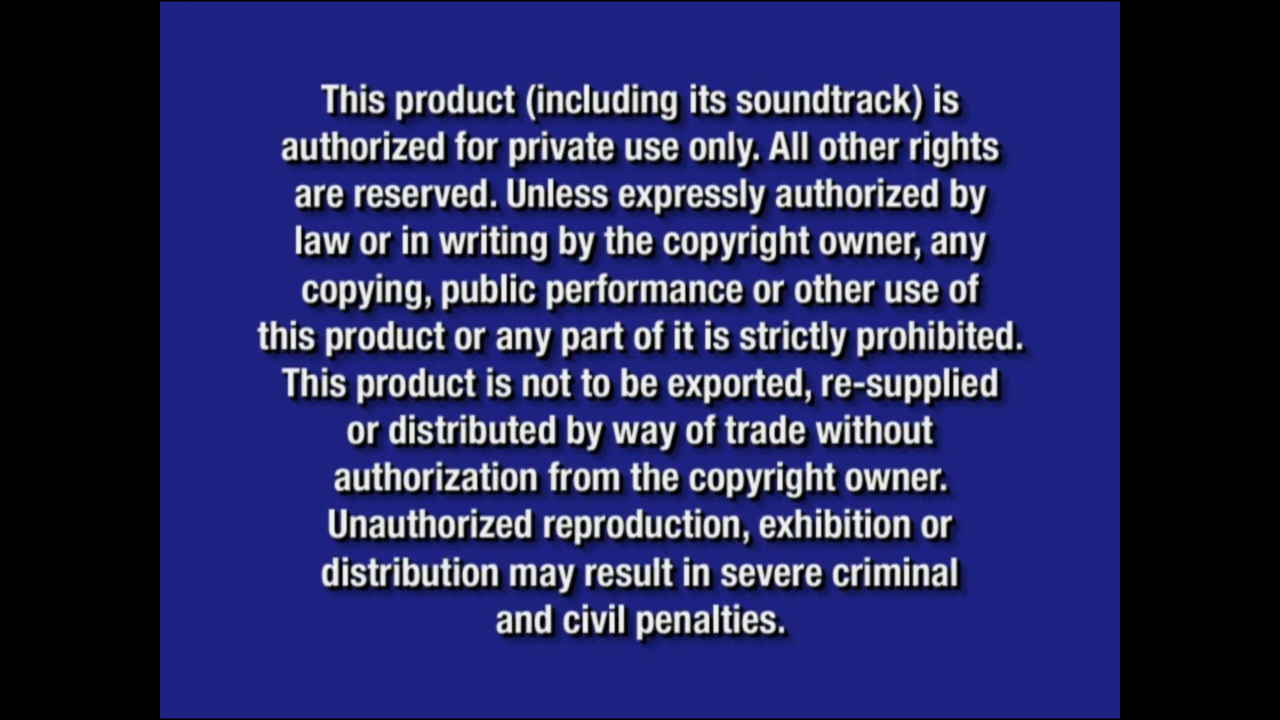 This product (including its soundtrack) is
authorized for private use only. All other rights
are reserved. Unless expressly authorized by
law or in writing by the copyright owner, any
copying, public performance or other use of
this product or any part of it is strictly prohibited.
This product is not to be exported, re-supplied
or distributed by way of trade without
authorization from the copyright owner.
Unauthorized reproduction, exhibition or
distribution may result in severe criminal
and civil penalties.